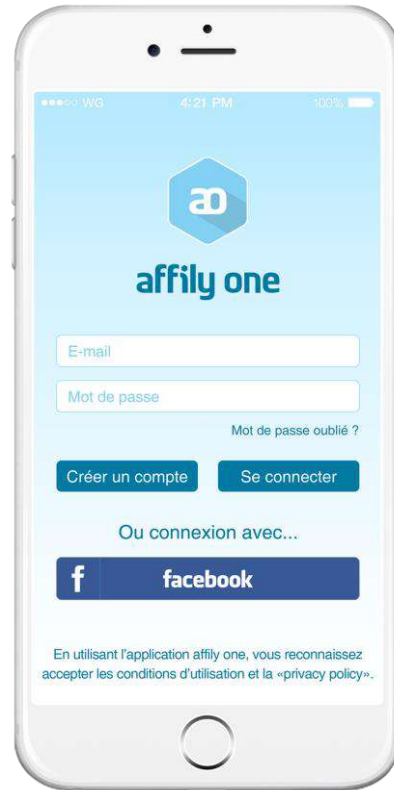 WG 4:21 PM 100%
ao
affily one
E-mail
Mot de passe
Mot de passe oublié ?
Créer un compte Se connecter
Ou connexion avec...
f facebook
En utilisant l'application affily one, vous reconnaissez
accepter les conditions d'utilisation et la «privacy policy».